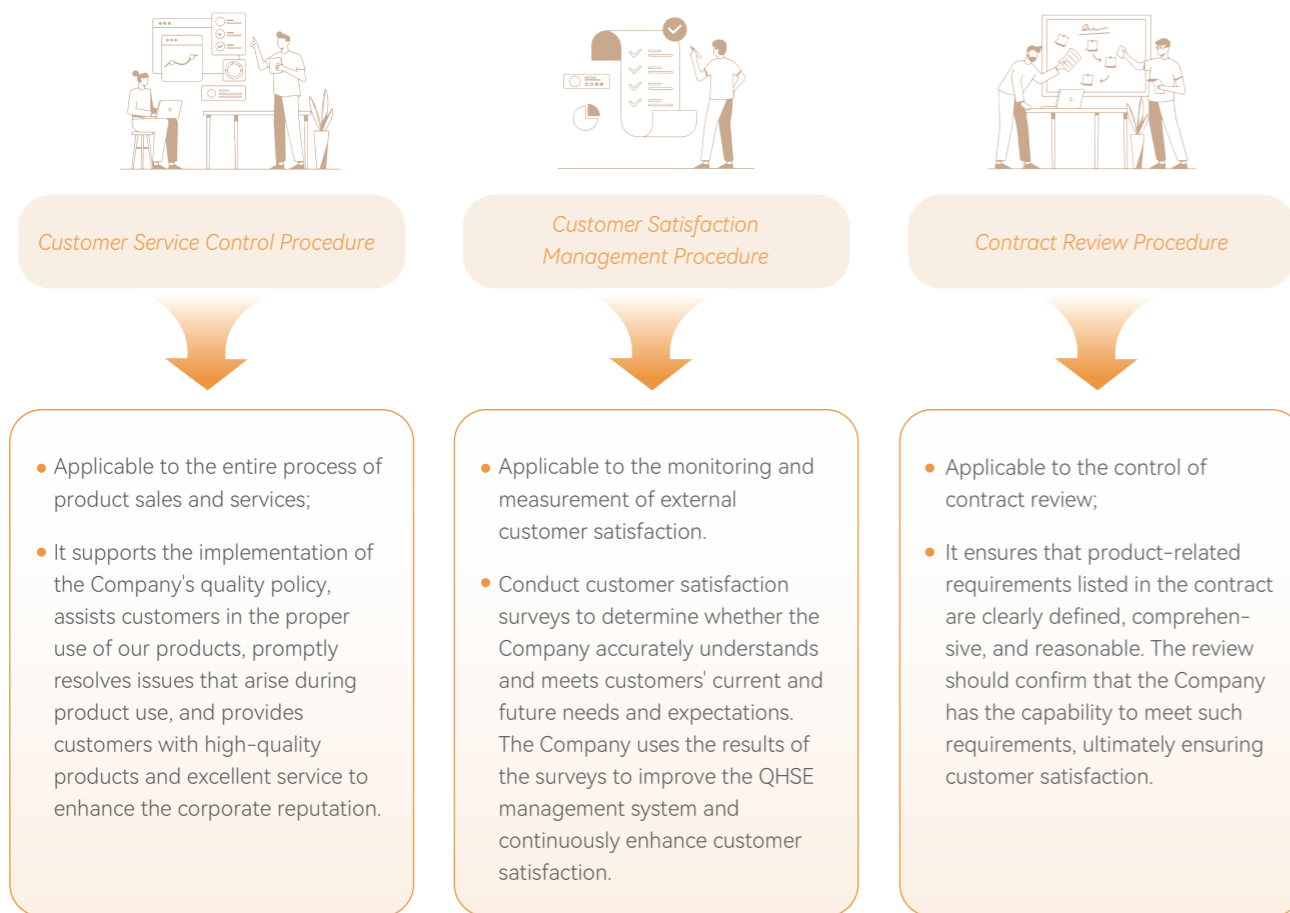 Customer Service Control Procedure
Customer Satisfaction
Management Procedure
Contract Review Procedure
• Applicable to the entire process of
product sales and services;
• It supports the implementation of
the Company's quality policy,
assists customers in the proper
use of our products, promptly
resolves issues that arise during
product use, and provides
customers with high-quality
products and excellent service to
enhance the corporate reputation.
• Applicable to the monitoring and
measurement of external
customer satisfaction.
• Conduct customer satisfaction
surveys to determine whether the
Company accurately understands
and meets customers' current and
future needs and expectations.
The Company uses the results of
the surveys to improve the QHSE
management system and
continuously enhance customer
satisfaction.
• Applicable to the control of
contract review;
• It ensures that product-related
requirements listed in the contract
are clearly defined, comprehen-
sive, and reasonable. The review
should confirm that the Company
has the capability to meet such
requirements, ultimately ensuring
customer satisfaction.